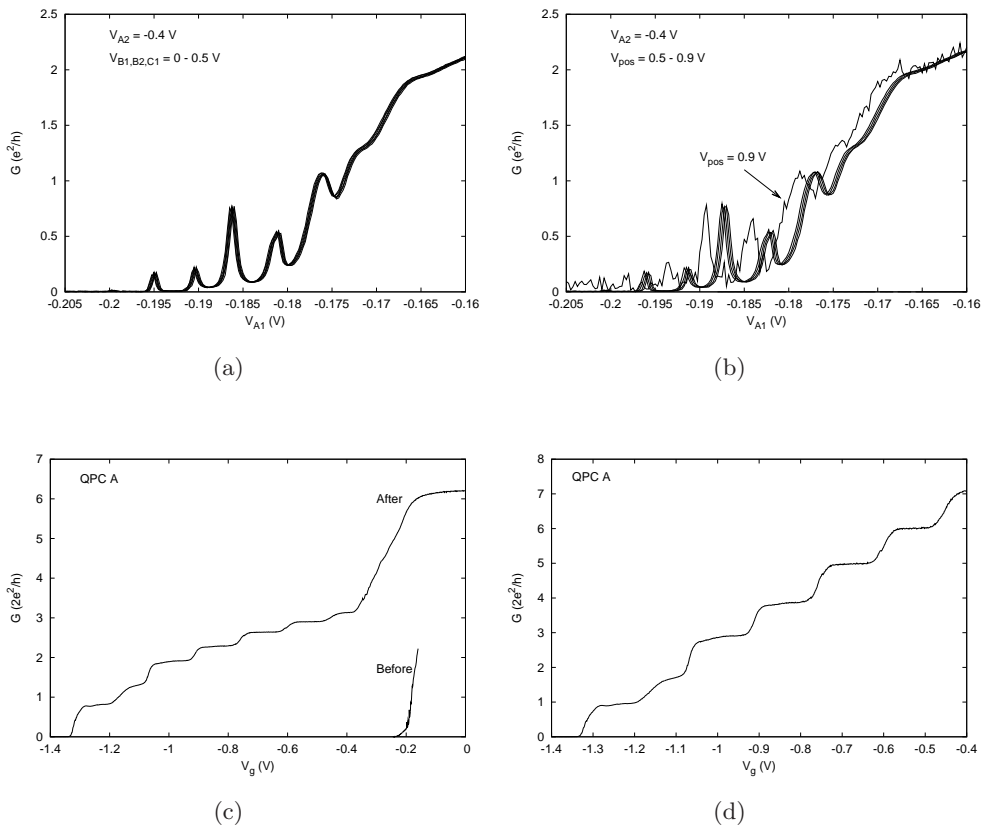 V_A2 = -0.4 V
V_B1,B2,C1 = 0 - 0.5 V
G (e²/h)
2.5
2
1.5
1
0.5
0
-0.205 -0.2 -0.195 -0.19 -0.185 -0.18 -0.175 -0.17 -0.165 -0.16
V_A1 (V)
(a)
V_A2 = -0.4 V
V_pos = 0.5 - 0.9 V
V_pos = 0.9 V
G (e²/h)
2.5
2
1.5
1
0.5
0
-0.205 -0.2 -0.195 -0.19 -0.185 -0.18 -0.175 -0.17 -0.165 -0.16
V_A1 (V)
(b)
QPC A
After
Before
G (2e²/h)
7
6
5
4
3
2
1
0
-1.4 -1.2 -1 -0.8 -0.6 -0.4 -0.2 0
V_g (V)
(c)
QPC A
G (2e²/h)
8
7
6
5
4
3
2
1
0
-1.4 -1.3 -1.2 -1.1 -1 -0.9 -0.8 -0.7 -0.6 -0.5 -0.4
V_g (V)
(d)